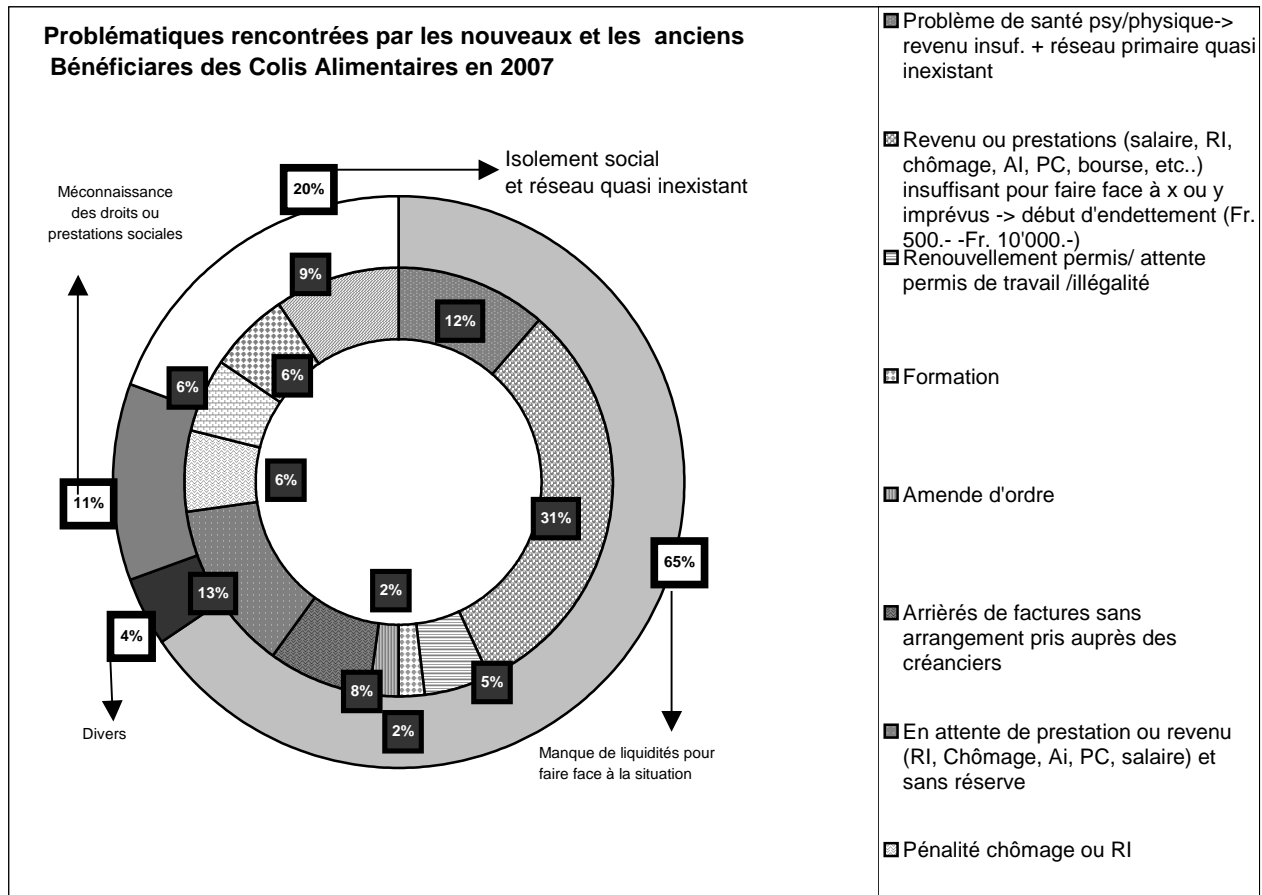 Problématiques rencontrées par les nouveaux et les anciens
Bénéficiares des Colis Alimentaires en 2007
Isolement social
et réseau quasi inexistant
20%
Méconnaissance
des droits ou
prestations sociales
9%
12%
6%
6%
6%
11%
31%
65%
2%
13%
4%
5%
8%
2%
Divers
Manque de liquidités pour
faire face à la situation
Problème de santé psy/physique->
revenu insuf. + réseau primaire quasi
inexistant
Revenu ou prestations (salaire, RI,
chômage, AI, PC, bourse, etc..)
insuffisant pour faire face à x ou y
imprévus -> début d'endettement (Fr.
500.- -Fr. 10'000.-)
Renouvellement permis/ attente
permis de travail /illégalité
Formation
Amende d'ordre
Arrièrés de factures sans
arrangement pris auprès des
créanciers
En attente de prestation ou revenu
(RI, Chômage, Ai, PC, salaire) et
sans réserve
Pénalité chômage ou RI